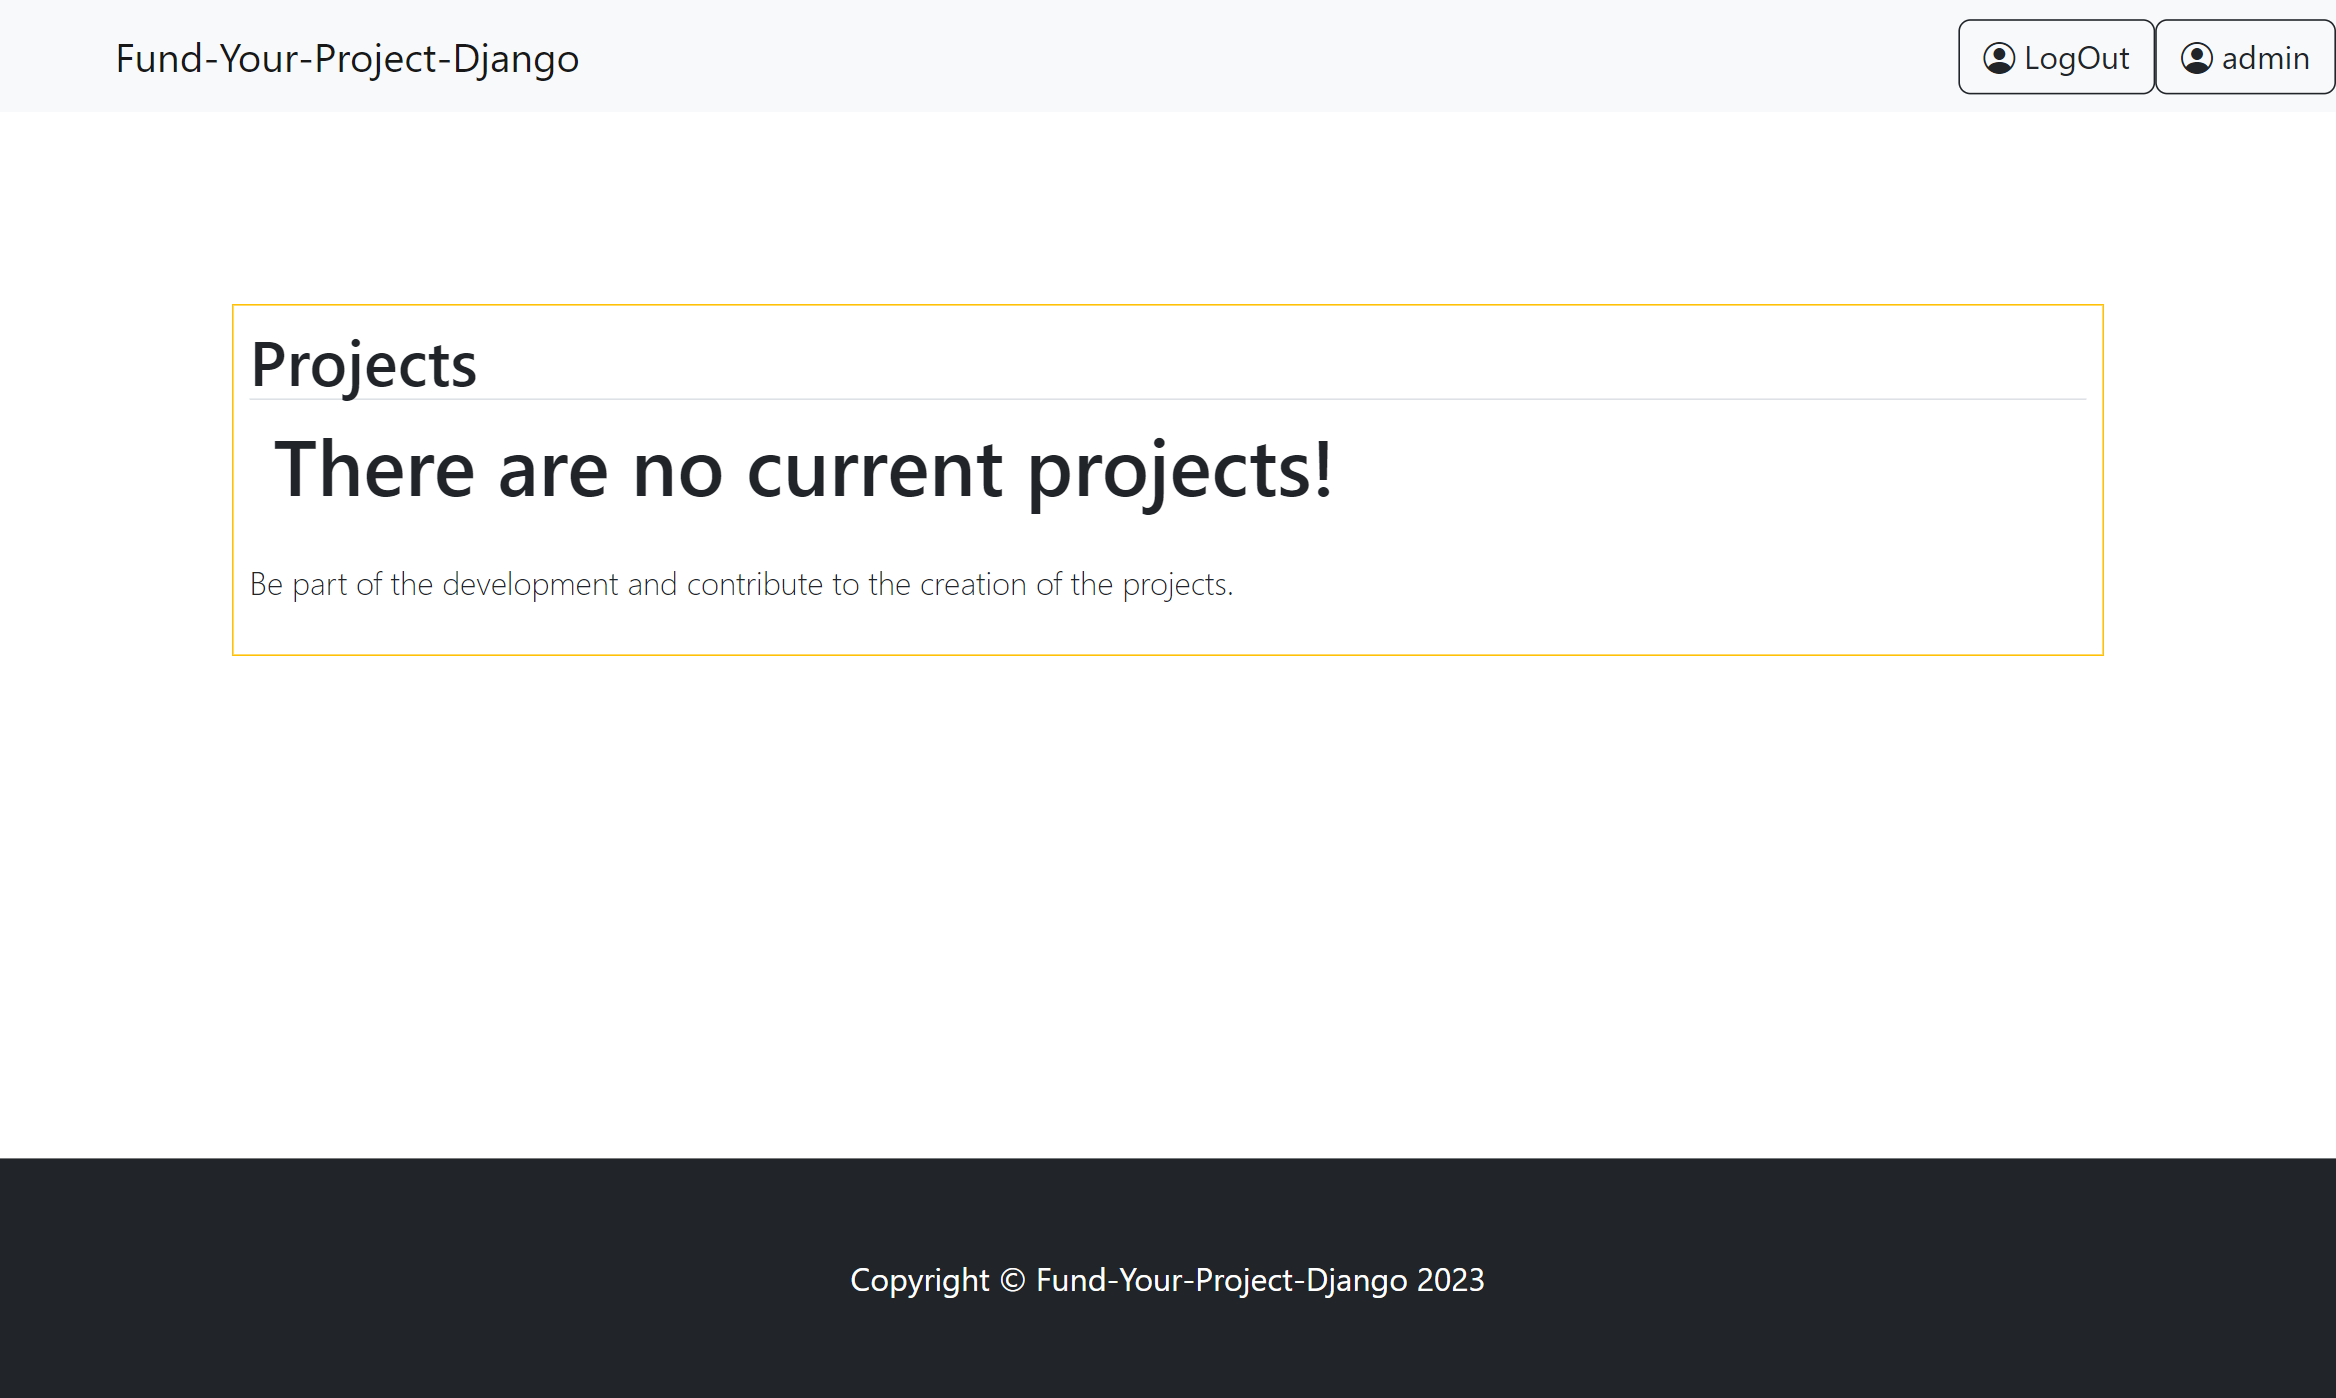 Fund-Your-Project-Django
LogOut
admin
Projects
There are no current projects!
Be part of the development and contribute to the creation of the projects.
Copyright © Fund-Your-Project-Django 2023